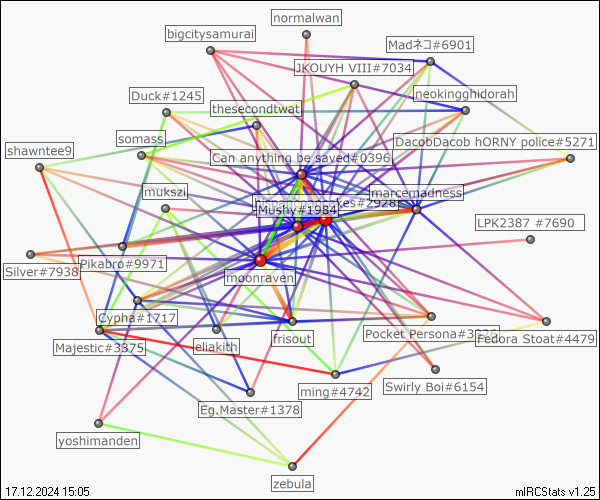 normalwan
bigcitysamurai
Madネコ#6901
JKOUYH VIII#7034
Duck#1245
neokingghidorah
thesecondtwat
somass
DacobDacob hORNY police#5271
shawntee9
Can anything be saved#0396
mukszi
marcemadness
kes#2928
Mushy#1984
LPK2387 #7690
Silver#7938
Pikabro#9971
moonraven
Cypha#1717
Majestic#3375
eliakith
frisout
Pocket Persona#3
Fedora Stoat#4479
ming#4742
Swirly Boi#6154
Eg.Master#1378
yoshimanden
zebula
17.12.2024 15:05
mIRCStats v1.25